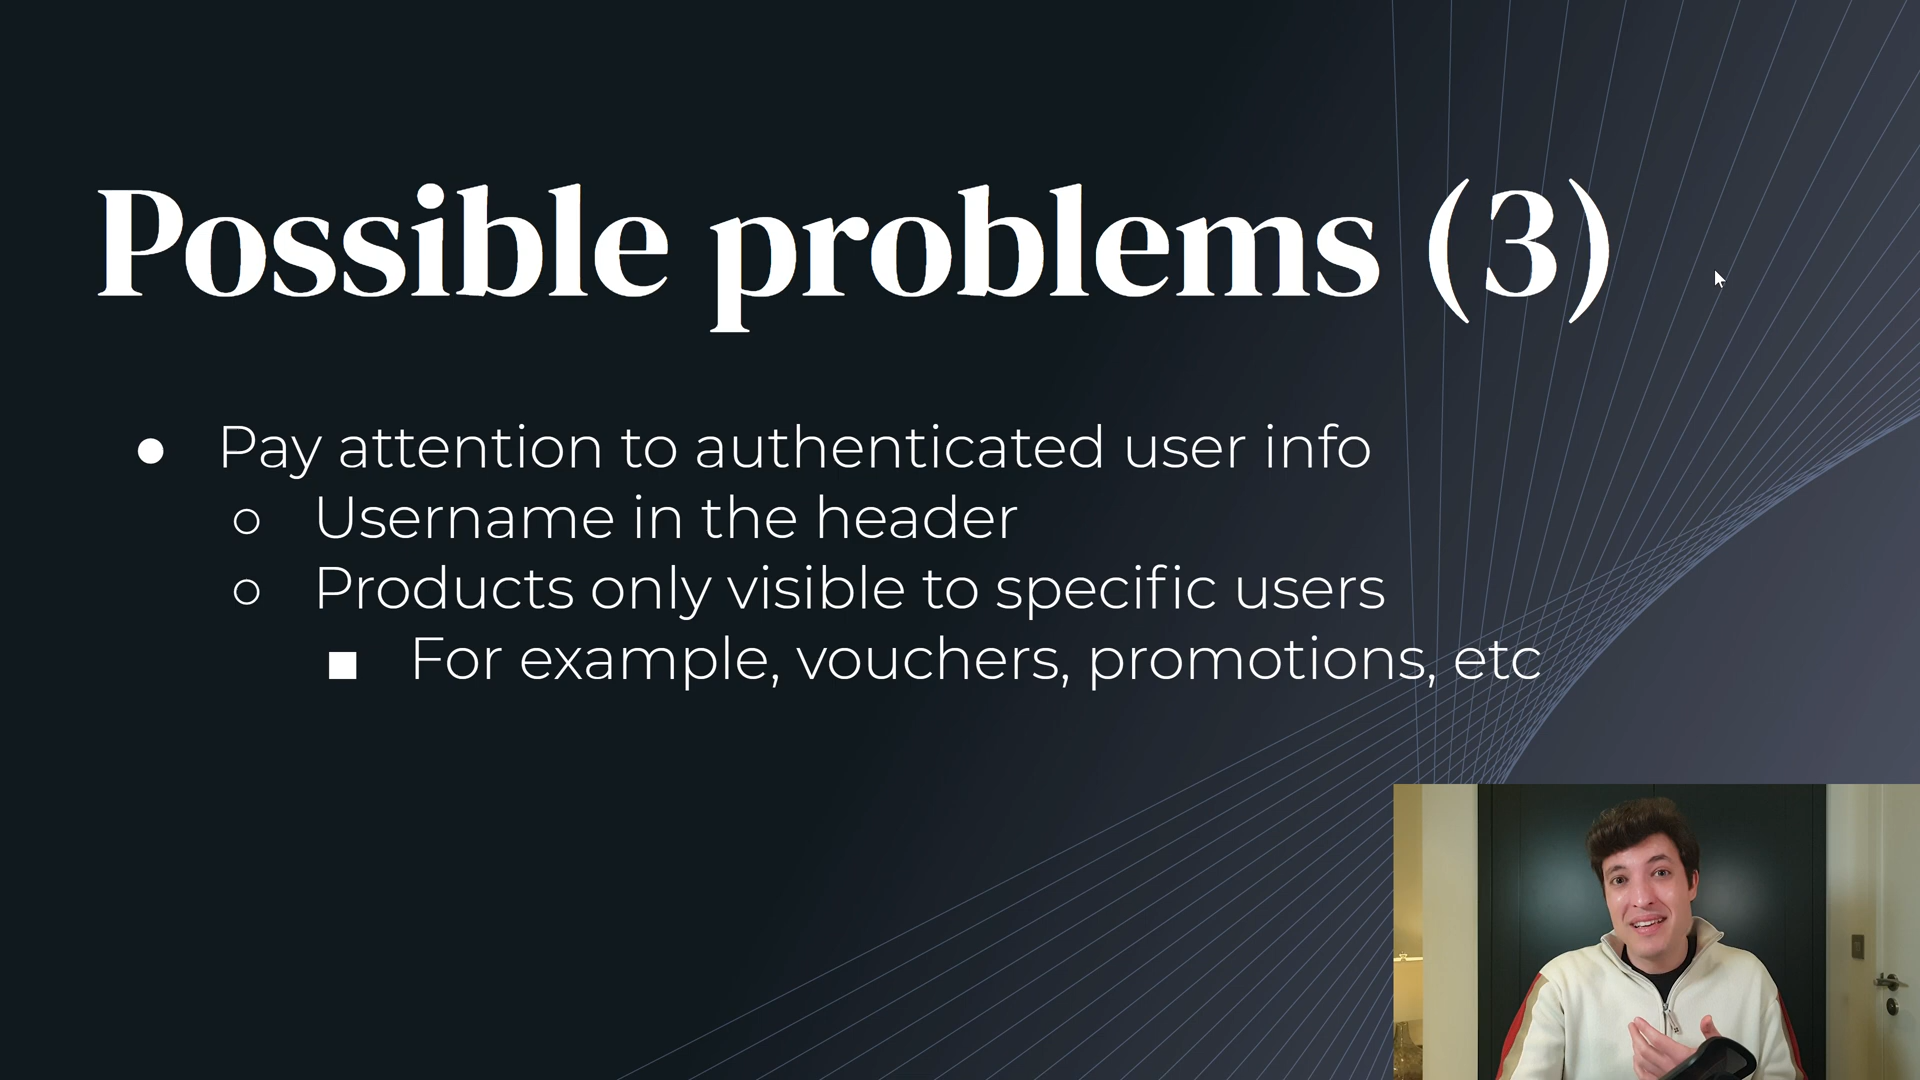 Possible problems (3)
● Pay attention to authenticated user info
○ Username in the header
○ Products only visible to specific users
■ For example, vouchers, promotions, etc